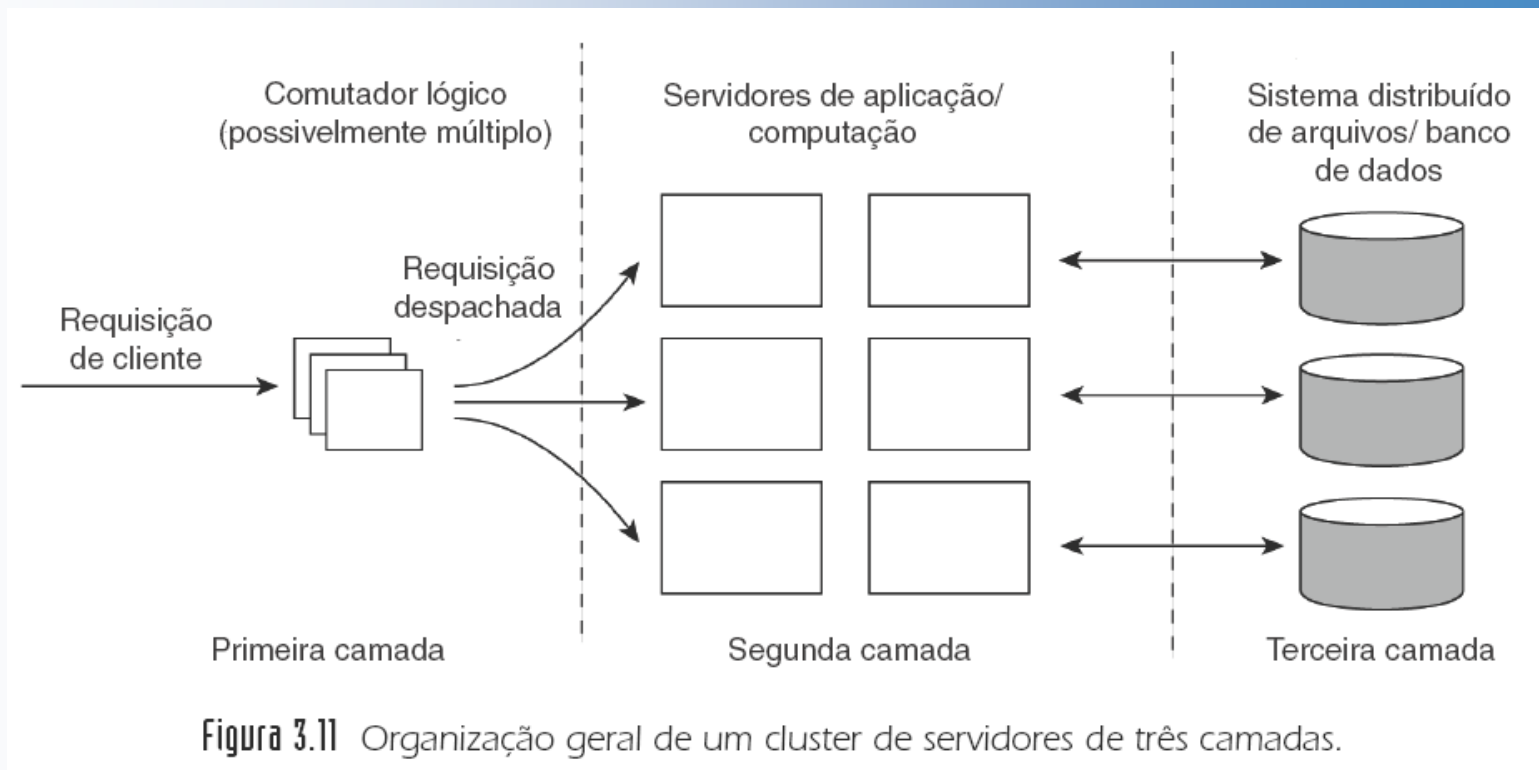 Comutador lógico
(possivelmente múltiplo)
Servidores de aplicação/
computação
Sistema distribuído
de arquivos/ banco
de dados
Requisição
de cliente
Requisição
despachada
Primeira camada
Segunda camada
Terceira camada
Figura 3.11 Organização geral de um cluster de servidores de três camadas.